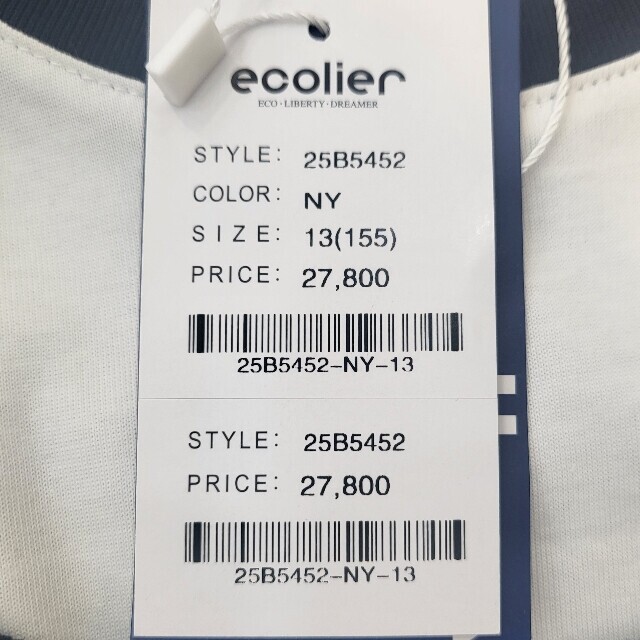 ecolier
ECO · LIBERTY · DREAMER
STYLE: 25B5452
COLOR: NY
SIZE: 13(155)
PRICE: 27,800
25B5452-NY-13
STYLE: 25B5452
PRICE: 27,800
25B5452-NY-13